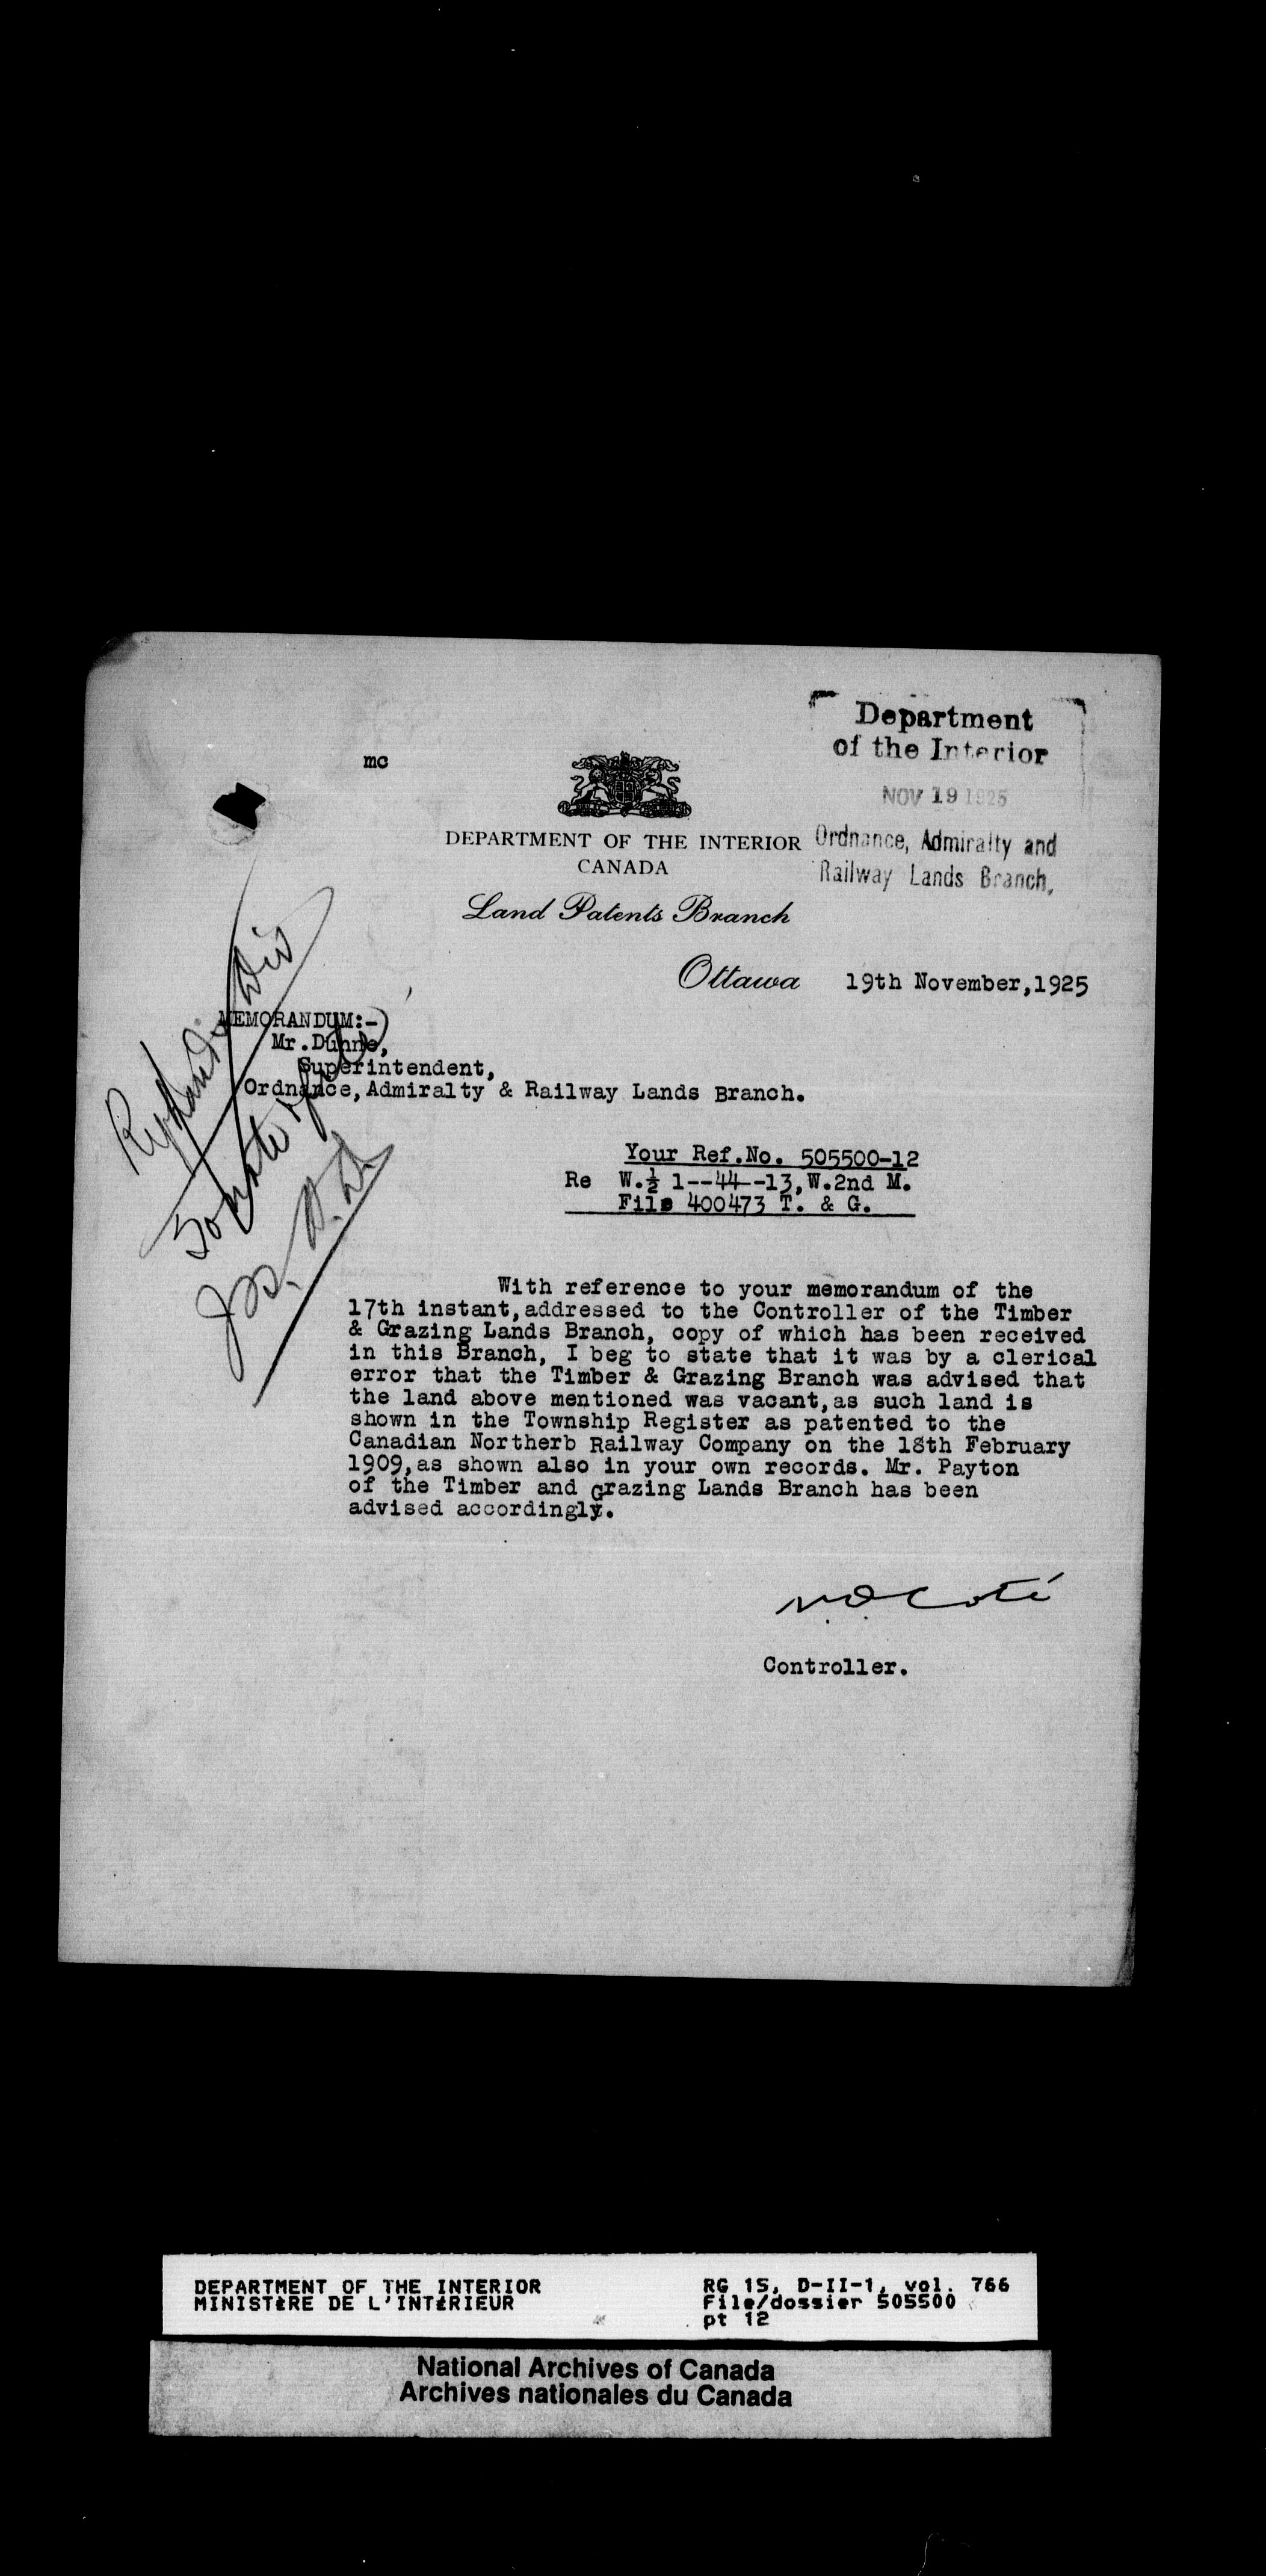 Department
of the Interior
NOV 19 1925
Ordnance, Admiralty and
Railway Lands Branch.
mc
DEPARTMENT OF THE INTERIOR
CANADA
Land Patents Branch
Ottawa 19th November,1925
Ry Lands Div
To note
MEMORANDUM:-
Mr.Dunne,
Superintendent,
Ordnance,Admiralty & Railway Lands Branch.
Your Ref.No. 505500-12
Re W.½ 1--44--13,W.2nd M.
File 400473 T. & G.
With reference to your memorandum of the
17th instant,addressed to the Controller of the Timber
& Grazing Lands Branch, copy of which has been received
in this Branch, I beg to state that it was by a clerical
error that the Timber & Grazing Branch was advised that
the land above mentioned was vacant,as such land is
shown in the Township Register as patented to the
Canadian Northerb Railway Company on the 18th February
1909,as shown also in your own records. Mr. Payton
of the Timber and Grazing Lands Branch has been
advised accordingly.
N O Coté
Controller.
DEPARTMENT OF THE INTERIOR
MINISTÈRE DE L'INTÉRIEUR
RG 15, D-II-1, vol. 766
File/dossier 505500
pt 12
National Archives of Canada
Archives nationales du Canada